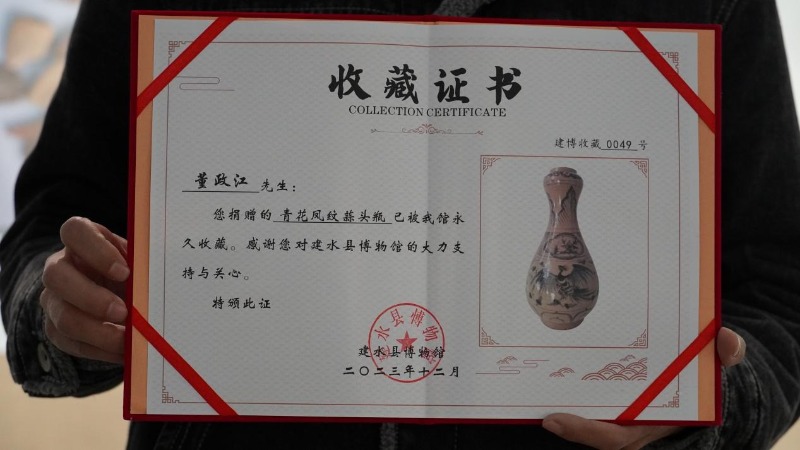 收藏证书
COLLECTION CERTIFICATE
建博收藏 0049 号
董政江 先生：
您捐赠的 青花凤纹蒜头瓶 已被我馆永
久收藏。感谢您对建水县博物馆的大力支
持与关心。
特颁此证
建水县博物馆
建水县博物馆
二〇二三年十二月